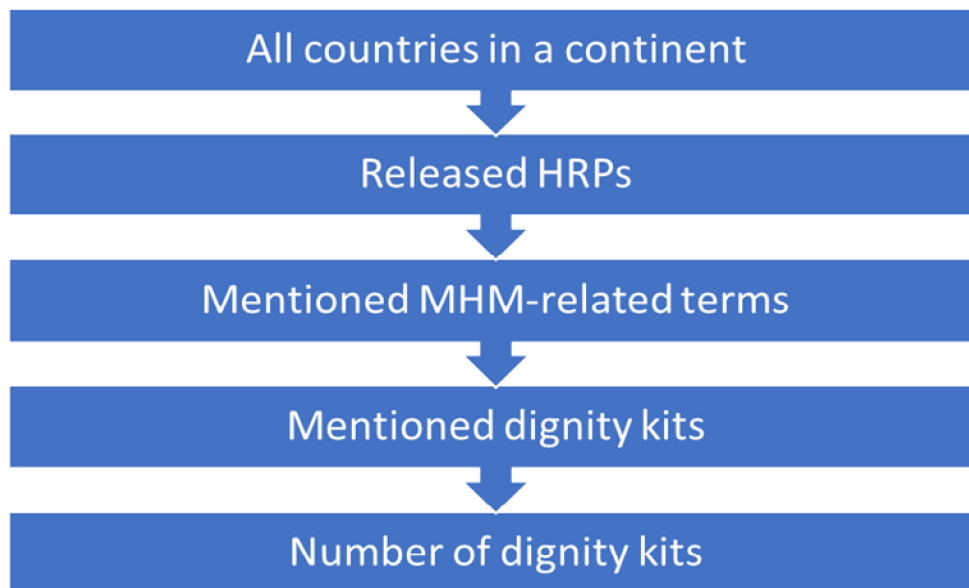 All countries in a continent
Released HRPs
Mentioned MHM-related terms
Mentioned dignity kits
Number of dignity kits